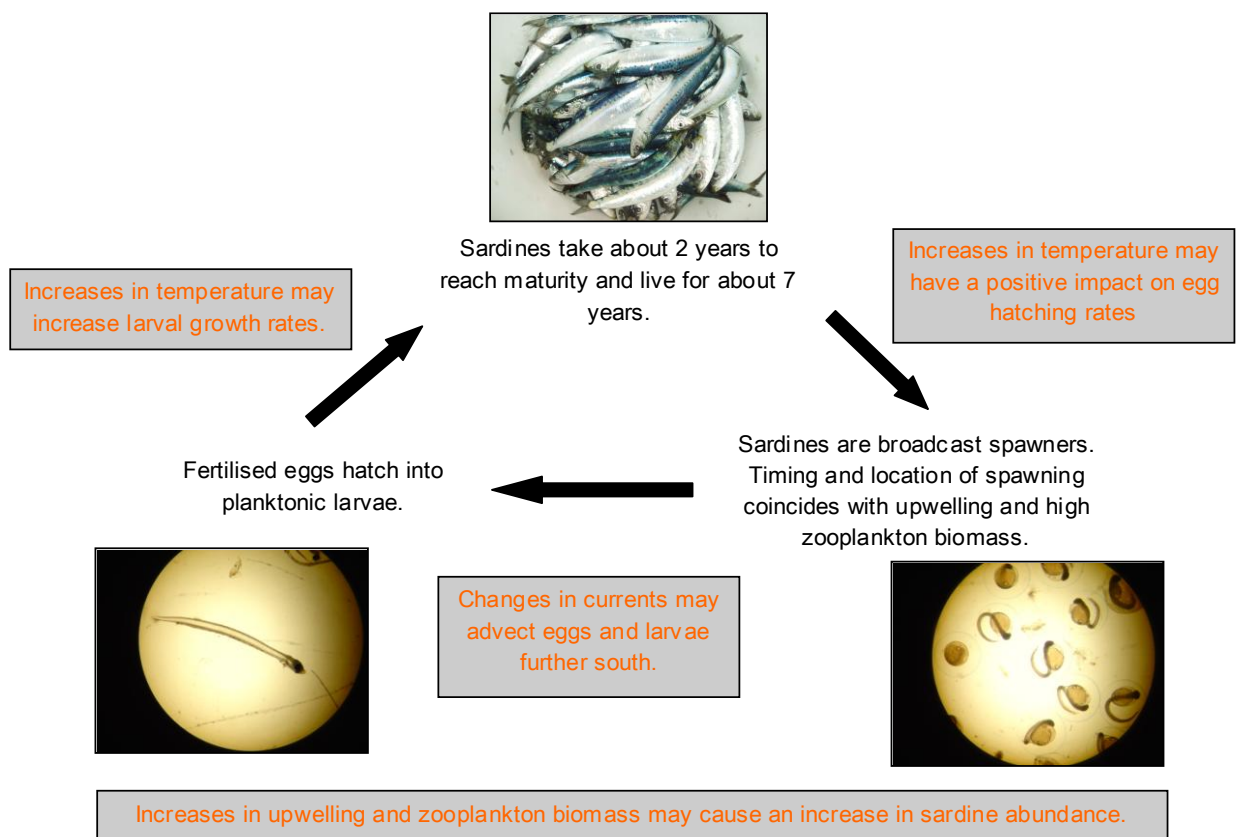 Sardines take about 2 years to
reach maturity and live for about 7
years.
Increases in temperature may
have a positive impact on egg
hatching rates
Increases in temperature may
increase larval growth rates.
Sardines are broadcast spawners.
Timing and location of spawning
coincides with upwelling and high
zooplankton biomass.
Fertilised eggs hatch into
planktonic larvae.
Changes in currents may
advect eggs and larvae
further south.
Increases in upwelling and zooplankton biomass may cause an increase in sardine abundance.